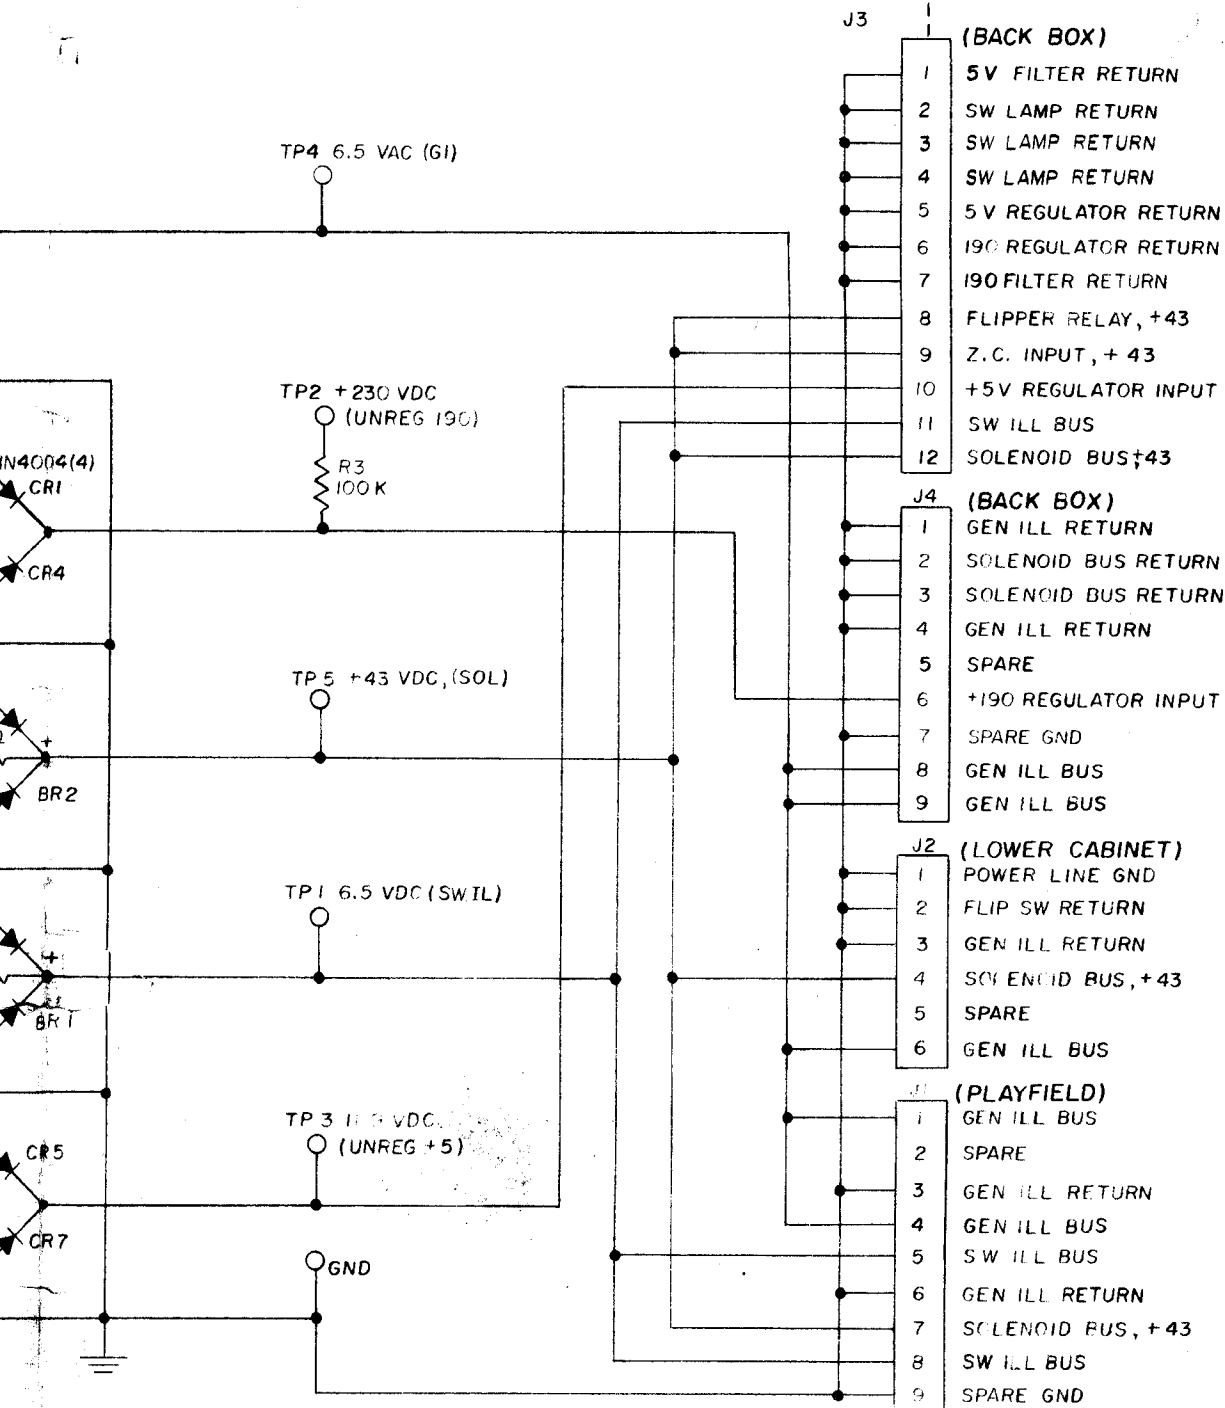 J3
(BACK BOX)
1 5V FILTER RETURN
2 SW LAMP RETURN
3 SW LAMP RETURN
4 SW LAMP RETURN
5 5V REGULATOR RETURN
6 190 REGULATOR RETURN
7 190 FILTER RETURN
8 FLIPPER RELAY, +43
9 Z.C. INPUT, + 43
10 +5V REGULATOR INPUT
11 SW ILL BUS
12 SOLENOID BUS, +43
TP4 6.5 VAC (GI)
TP2 +230 VDC
(UNREG 190)
R3
100K
1N4004(4)
CR1
CR4
J4 (BACK BOX)
1 GEN ILL RETURN
2 SOLENOID BUS RETURN
3 SOLENOID BUS RETURN
4 GEN ILL RETURN
5 SPARE
6 +190 REGULATOR INPUT
7 SPARE GND
8 GEN ILL BUS
9 GEN ILL BUS
TP5 +43 VDC, (SOL)
+
BR2
J2 (LOWER CABINET)
1 POWER LINE GND
2 FLIP SW RETURN
3 GEN ILL RETURN
4 SOLENOID BUS, +43
5 SPARE
6 GEN ILL BUS
TP1 6.5 VDC (SW.IL)
+
BR1
J1 (PLAYFIELD)
1 GEN ILL BUS
2 SPARE
3 GEN ILL RETURN
4 GEN ILL BUS
5 SW ILL BUS
6 GEN ILL RETURN
7 SOLENOID BUS, +43
8 SW ILL BUS
9 SPARE GND
TP3 VDC
(UNREG +5)
CR5
CR7
GND